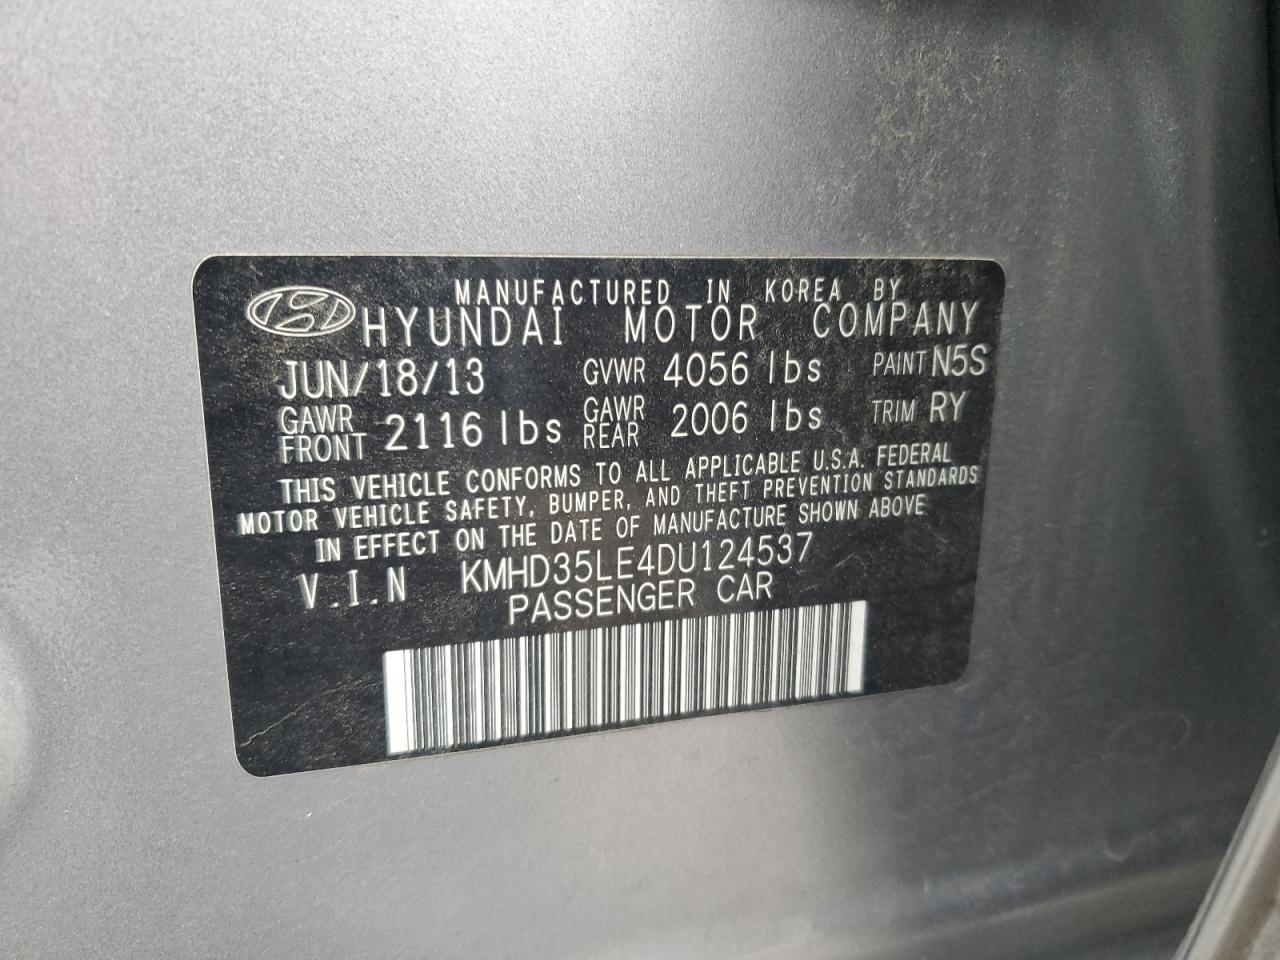 MANUFACTURED IN KOREA BY
HYUNDAI MOTOR COMPANY
JUN/18/13 GVWR 4056 lbs PAINT N5S
GAWR FRONT 2116 lbs GAWR REAR 2006 lbs TRIM RY
THIS VEHICLE CONFORMS TO ALL APPLICABLE U.S.A. FEDERAL
MOTOR VEHICLE SAFETY, BUMPER, AND THEFT PREVENTION STANDARDS
IN EFFECT ON THE DATE OF MANUFACTURE SHOWN ABOVE
V.I.N KMHD35LE4DU124537
PASSENGER CAR